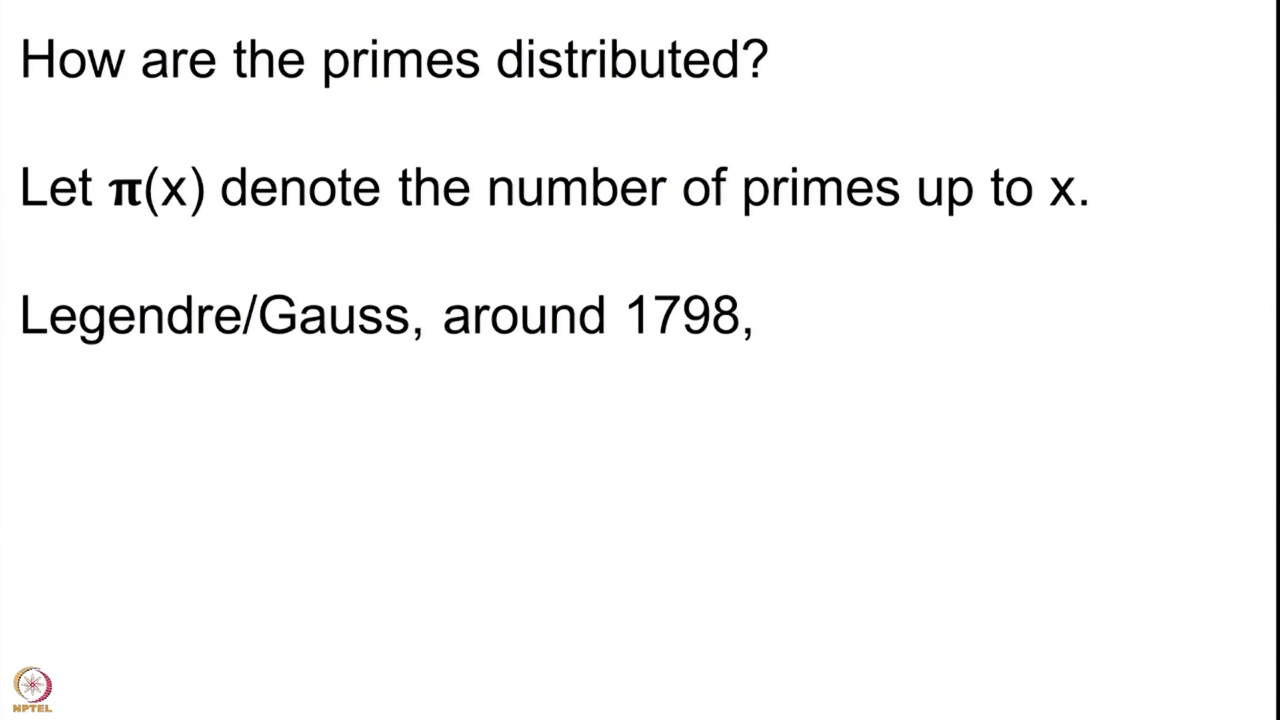 How are the primes distributed?
Let π(x) denote the number of primes up to x.
Legendre/Gauss, around 1798,
NPTEL